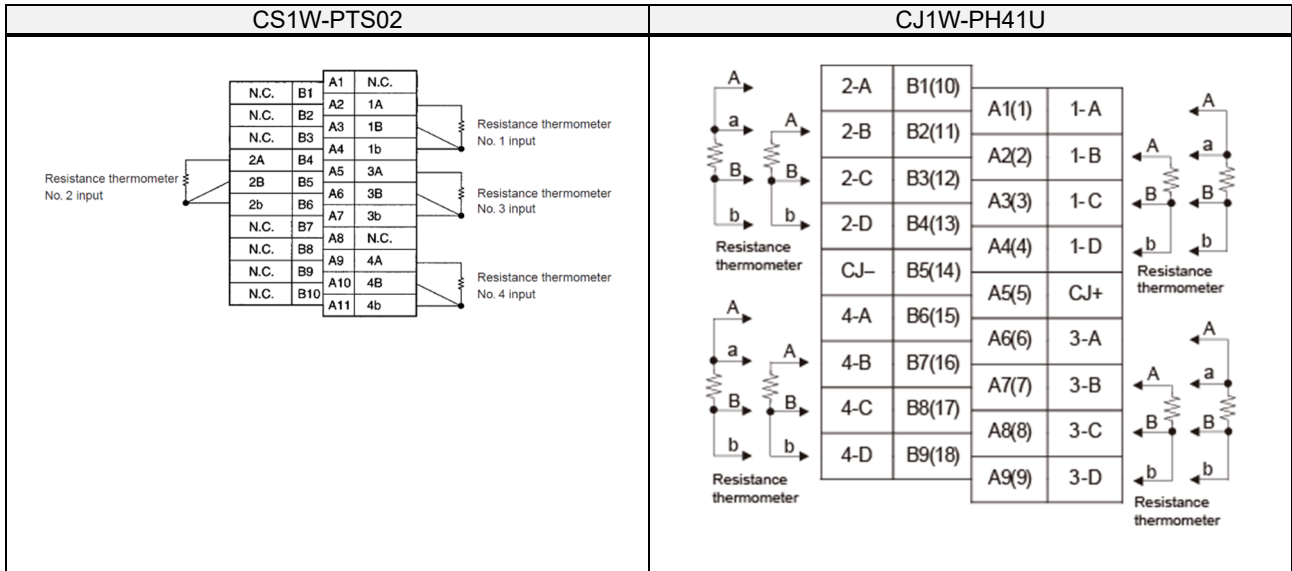 CS1W-PTS02
N.C. B1
N.C. B2
N.C. B3
2A B4
2B B5
2b B6
N.C. B7
N.C. B8
N.C. B9
N.C. B10
A1 N.C.
A2 1A
A3 1B
A4 1b
A5 3A
A6 3B
A7 3b
A8 N.C.
A9 4A
A10 4B
A11 4b
Resistance thermometer
No. 2 input
Resistance thermometer
No. 1 input
Resistance thermometer
No. 3 input
Resistance thermometer
No. 4 input
CJ1W-PH41U
A
a A
B B
b b
Resistance
thermometer
A
a A
B B
b b
Resistance
thermometer
2-A B1(10)
2-B B2(11)
2-C B3(12)
2-D B4(13)
CJ– B5(14)
4-A B6(15)
4-B B7(16)
4-C B8(17)
4-D B9(18)
A1(1) 1-A
A2(2) 1-B
A3(3) 1-C
A4(4) 1-D
A5(5) CJ+
A6(6) 3-A
A7(7) 3-B
A8(8) 3-C
A9(9) 3-D
A
A a
B B
b b
Resistance
thermometer
A
A a
B B
b b
Resistance
thermometer